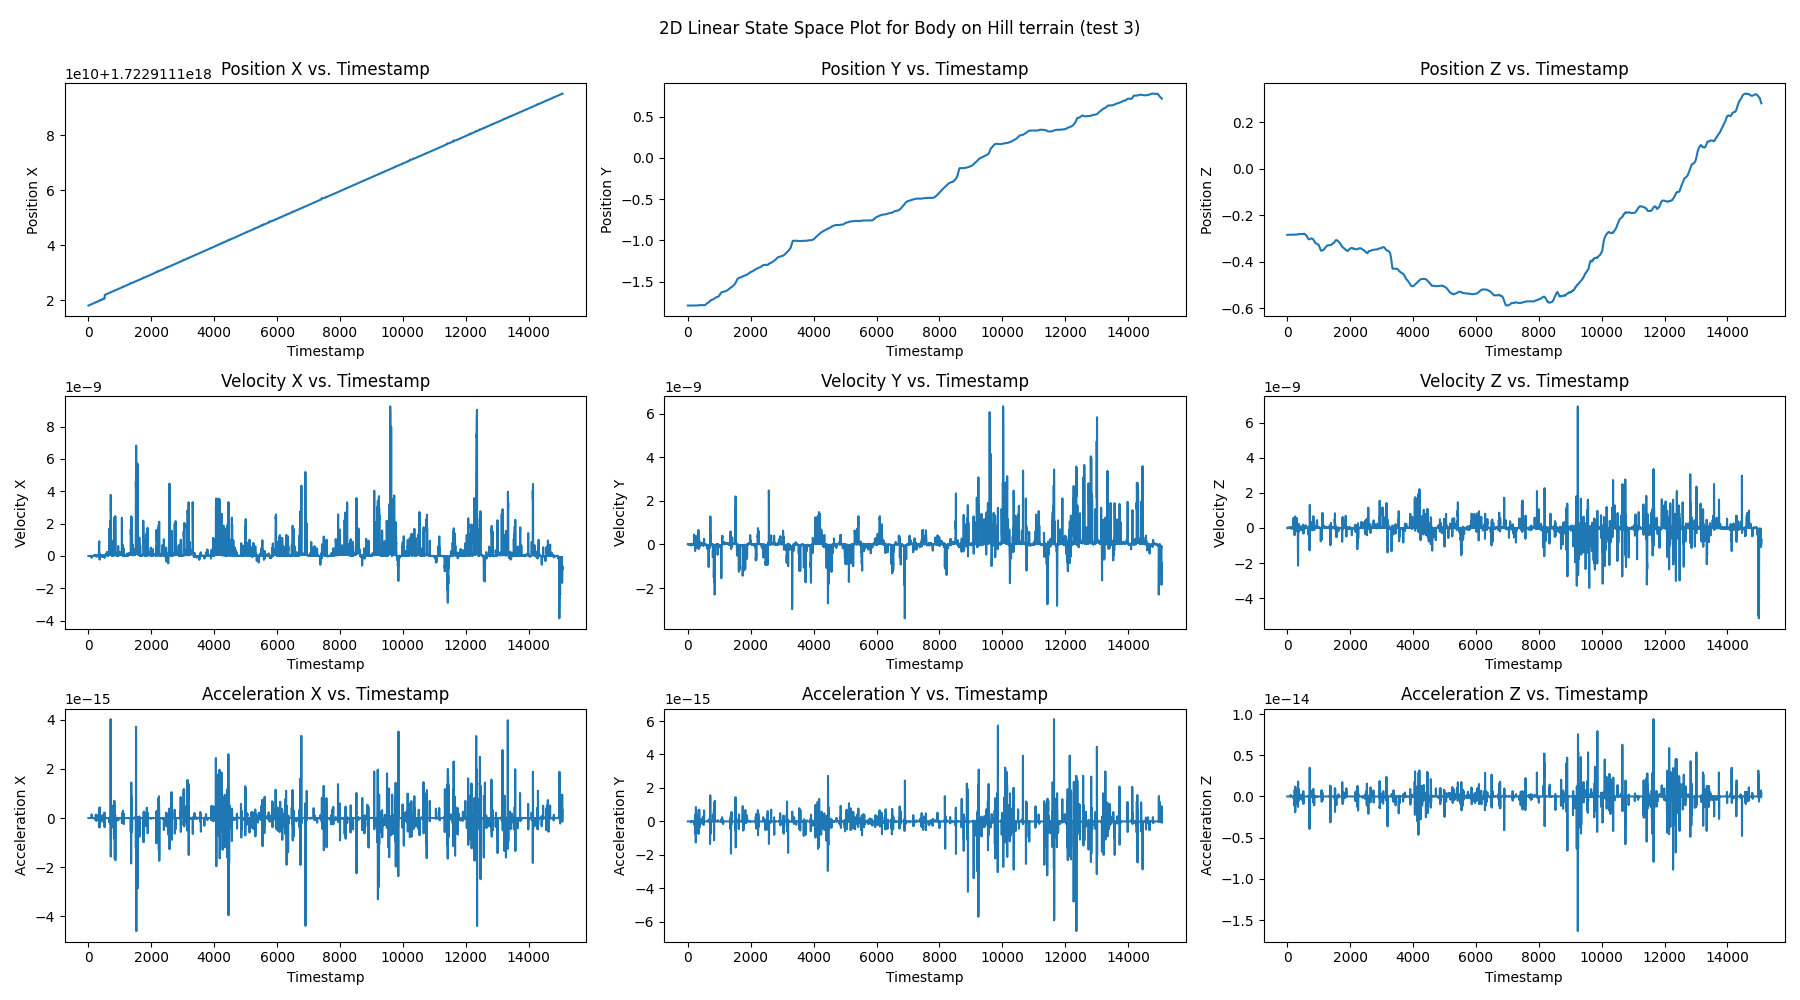 2D Linear State Space Plot for Body on Hill terrain (test 3)
1e10+1.7229111e18
Position X vs. Timestamp
Position X
8
6
4
2
0 2000 4000 6000 8000 10000 12000 14000
Timestamp
Position Y vs. Timestamp
Position Y
0.5
0.0
−0.5
−1.0
−1.5
0 2000 4000 6000 8000 10000 12000 14000
Timestamp
Position Z vs. Timestamp
Position Z
0.2
0.0
−0.2
−0.4
−0.6
0 2000 4000 6000 8000 10000 12000 14000
Timestamp
1e−9
Velocity X vs. Timestamp
Velocity X
8
6
4
2
0
−2
−4
0 2000 4000 6000 8000 10000 12000 14000
Timestamp
1e−9
Velocity Y vs. Timestamp
Velocity Y
6
4
2
0
−2
0 2000 4000 6000 8000 10000 12000 14000
Timestamp
1e−9
Velocity Z vs. Timestamp
Velocity Z
6
4
2
0
−2
−4
0 2000 4000 6000 8000 10000 12000 14000
Timestamp
1e−15
Acceleration X vs. Timestamp
Acceleration X
4
2
0
−2
−4
0 2000 4000 6000 8000 10000 12000 14000
Timestamp
1e−15
Acceleration Y vs. Timestamp
Acceleration Y
6
4
2
0
−2
−4
−6
0 2000 4000 6000 8000 10000 12000 14000
Timestamp
1e−14
Acceleration Z vs. Timestamp
Acceleration Z
1.0
0.5
0.0
−0.5
−1.0
−1.5
0 2000 4000 6000 8000 10000 12000 14000
Timestamp